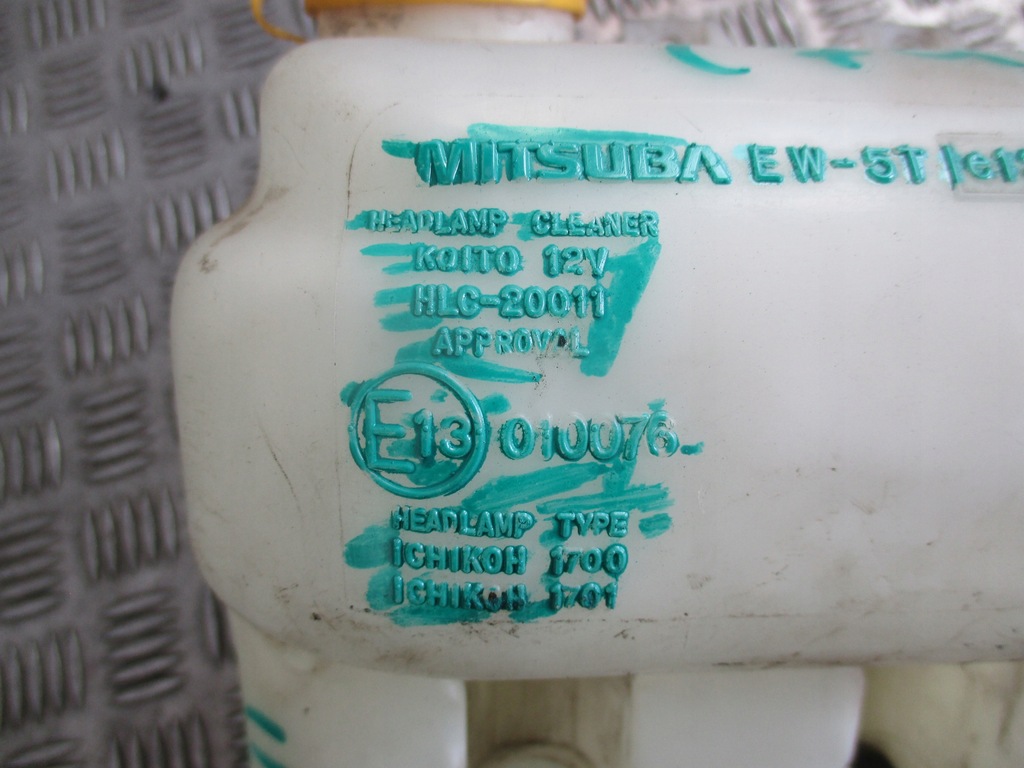 MITSUBA EW-5T
HEADLAMP CLEANER
KOITO 12V
HLC-20011
APPROVAL
E13 010076
HEADLAMP TYPE
ICHIKOH 1700
ICHIKOH 1701